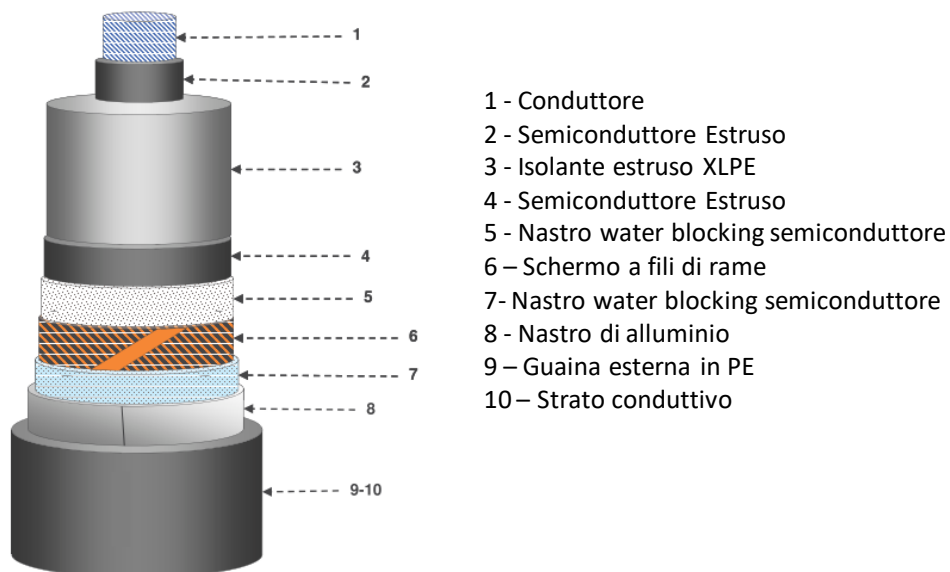 1
2
3
4
5
6
7
8
9-10
1 - Conduttore
2 - Semiconduttore Estruso
3 - Isolante estruso XLPE
4 - Semiconduttore Estruso
5 - Nastro water blocking semiconduttore
6 – Schermo a fili di rame
7- Nastro water blocking semiconduttore
8 - Nastro di alluminio
9 – Guaina esterna in PE
10 – Strato conduttivo